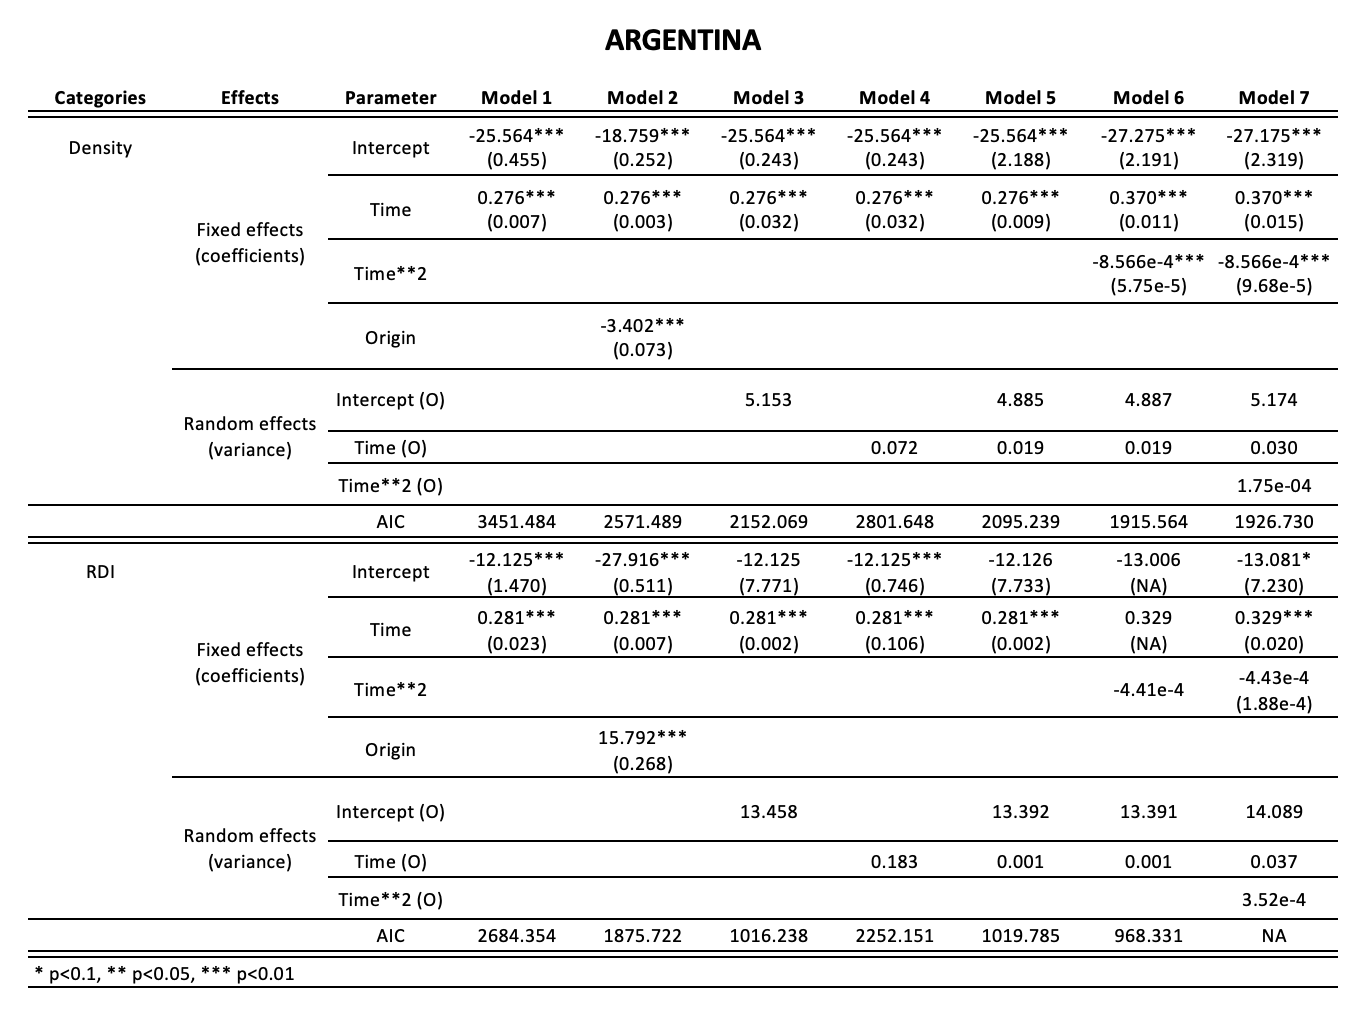 ARGENTINA
Categories Effects Parameter Model 1 Model 2 Model 3 Model 4 Model 5 Model 6 Model 7
Density Fixed effects (coefficients) Intercept -25.564*** -18.759*** -25.564*** -25.564*** -25.564*** -27.275*** -27.175***
(0.455) (0.252) (0.243) (0.243) (2.188) (2.191) (2.319)
Time 0.276*** 0.276*** 0.276*** 0.276*** 0.276*** 0.370*** 0.370***
(0.007) (0.003) (0.032) (0.032) (0.009) (0.011) (0.015)
Time**2 -8.566e-4*** -8.566e-4***
(5.75e-5) (9.68e-5)
Origin -3.402***
(0.073)
Random effects (variance) Intercept (O) 5.153 4.885 4.887 5.174
Time (O) 0.072 0.019 0.019 0.030
Time**2 (O) 1.75e-04
AIC 3451.484 2571.489 2152.069 2801.648 2095.239 1915.564 1926.730
RDI Fixed effects (coefficients) Intercept -12.125*** -27.916*** -12.125 -12.125*** -12.126 -13.006 -13.081*
(1.470) (0.511) (7.771) (0.746) (7.733) (NA) (7.230)
Time 0.281*** 0.281*** 0.281*** 0.281*** 0.281*** 0.329 0.329***
(0.023) (0.007) (0.002) (0.106) (0.002) (NA) (0.020)
Time**2 -4.41e-4 -4.43e-4
(1.88e-4)
Origin 15.792***
(0.268)
Random effects (variance) Intercept (O) 13.458 13.392 13.391 14.089
Time (O) 0.183 0.001 0.001 0.037
Time**2 (O) 3.52e-4
AIC 2684.354 1875.722 1016.238 2252.151 1019.785 968.331 NA
* p<0.1, ** p<0.05, *** p<0.01